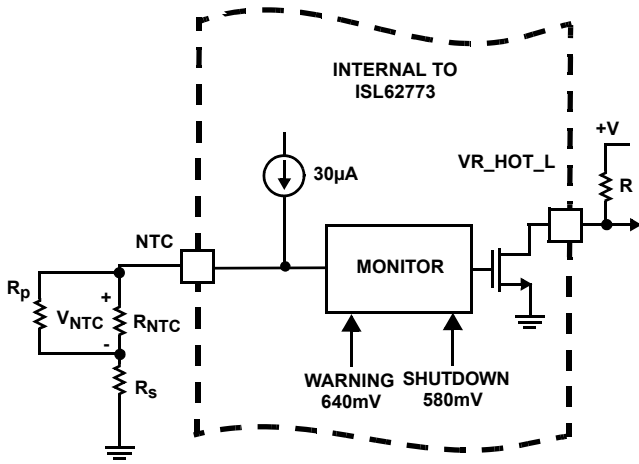 INTERNAL TO
ISL62773
+V
VR_HOT_L
R
30µA
NTC
MONITOR
Rp
+
VNTC
RNTC
-
Rs
WARNING
640mV
SHUTDOWN
580mV